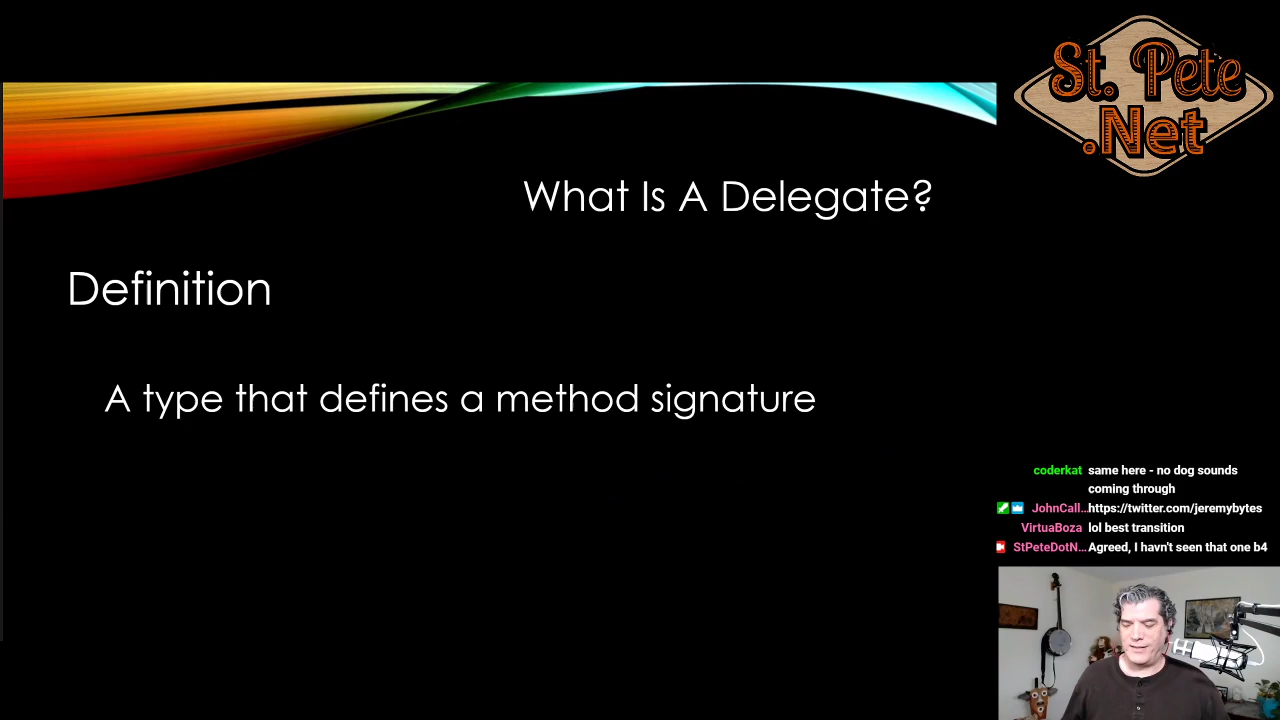 St. Pete
.Net
What Is A Delegate?
Definition
A type that defines a method signature
coderkat same here - no dog sounds
coming through
JohnCall... https://twitter.com/jeremybytes
VirtuaBoza lol best transition
StPeteDotN... Agreed, I havn't seen that one b4